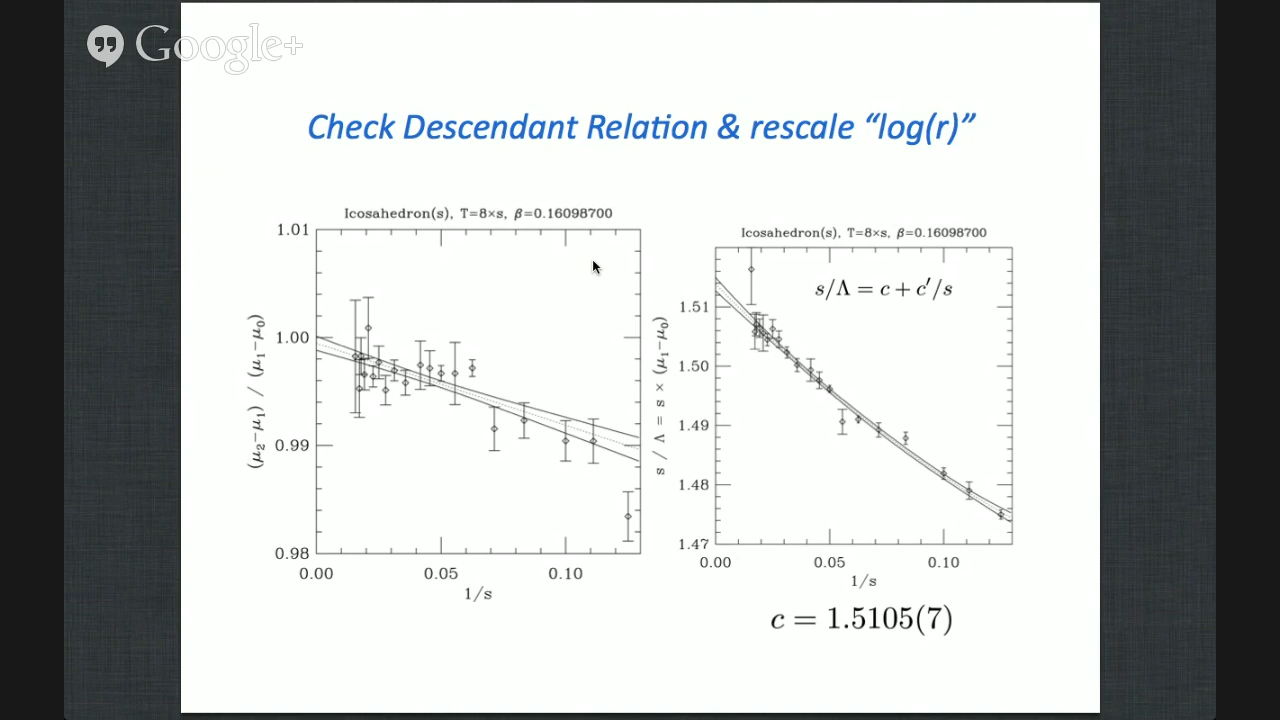 Google+
Check Descendant Relation & rescale “log(r)”
Icosahedron(s), T=8×s, β=0.16098700
1.01
1.00
0.99
0.98
(μ₂−μ₁) / (μ₁−μ₀)
0.00 0.05 0.10
1/s
Icosahedron(s), T=8×s, β=0.16098700
s/Λ = c + c′/s
1.51
1.50
1.49
1.48
1.47
s / Λ = s × (μ₁−μ₀)
0.00 0.05 0.10
1/s
c = 1.5105(7)